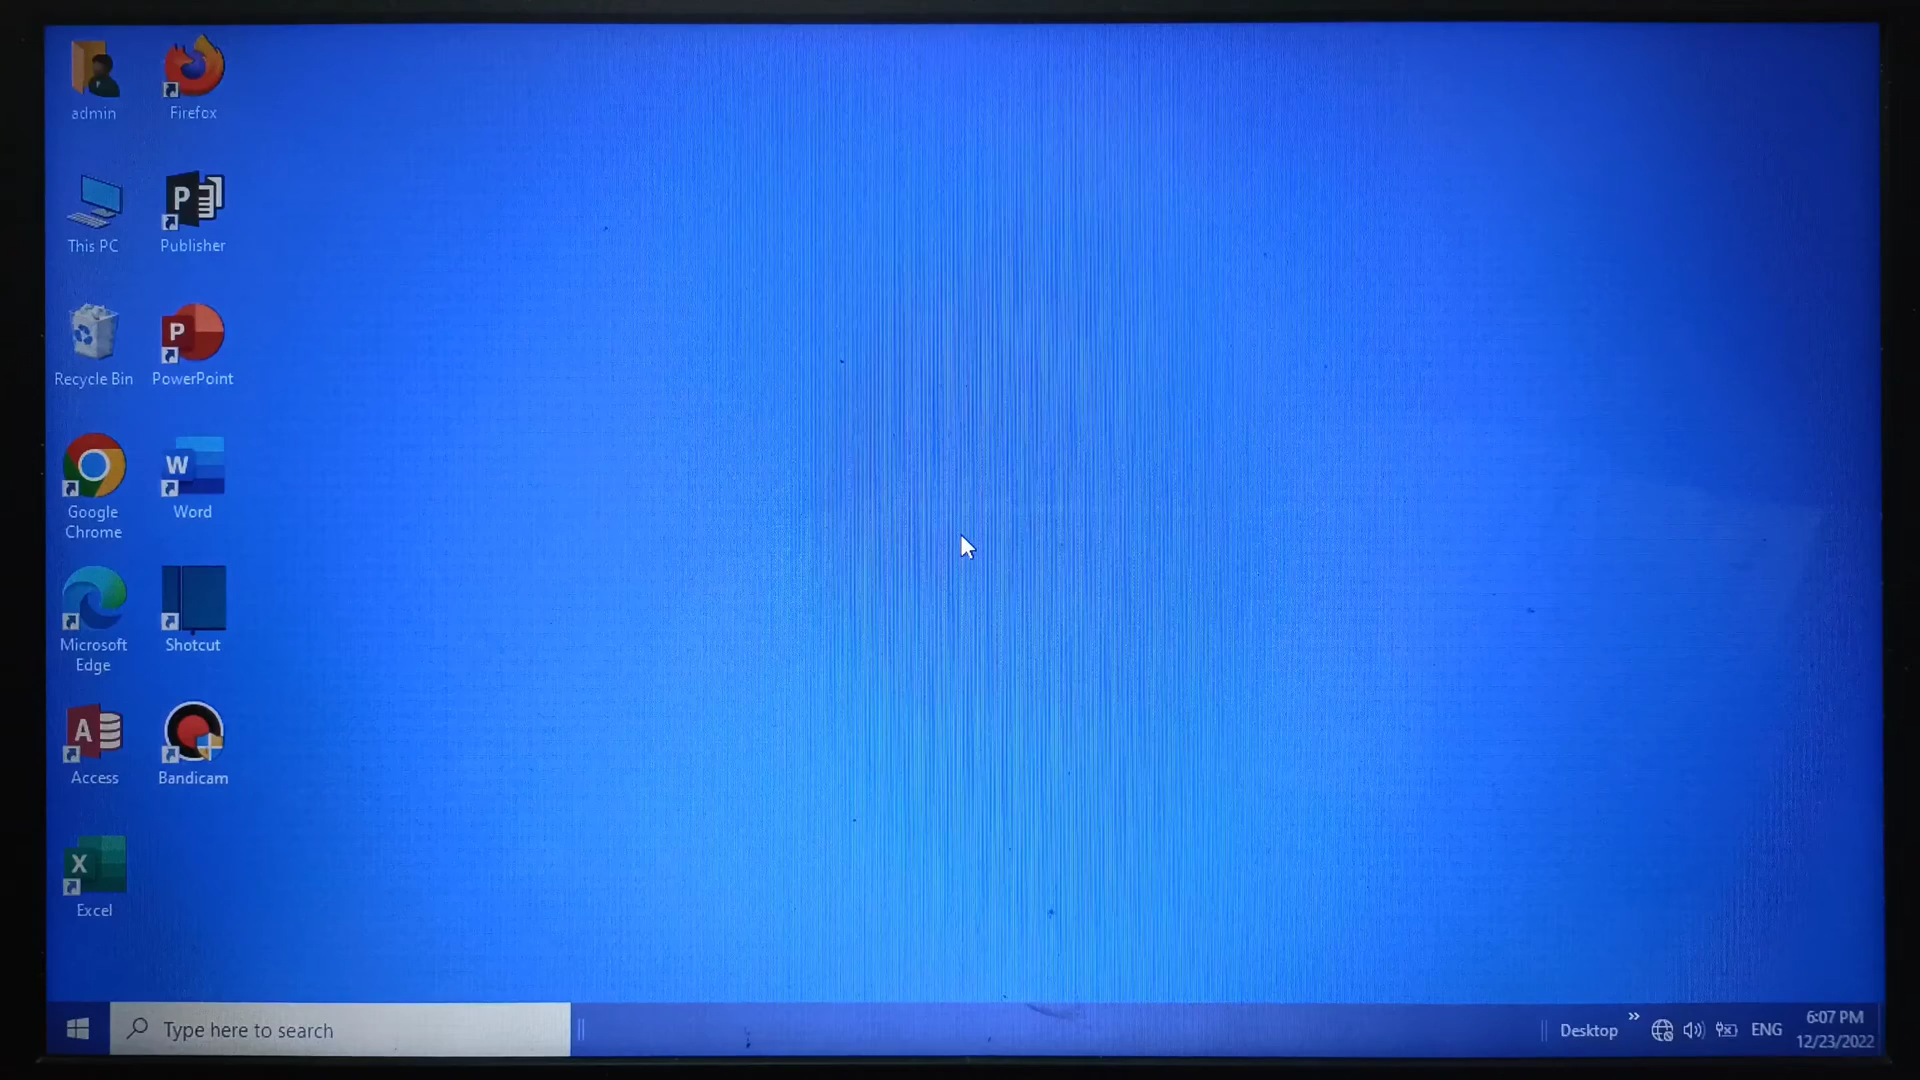 admin
Firefox
This PC
Publisher
Recycle Bin
PowerPoint
Google
Chrome
Word
Microsoft
Edge
Shotcut
Access
Bandicam
Excel
Type here to search
Desktop
ENG
6:07 PM
12/23/2022